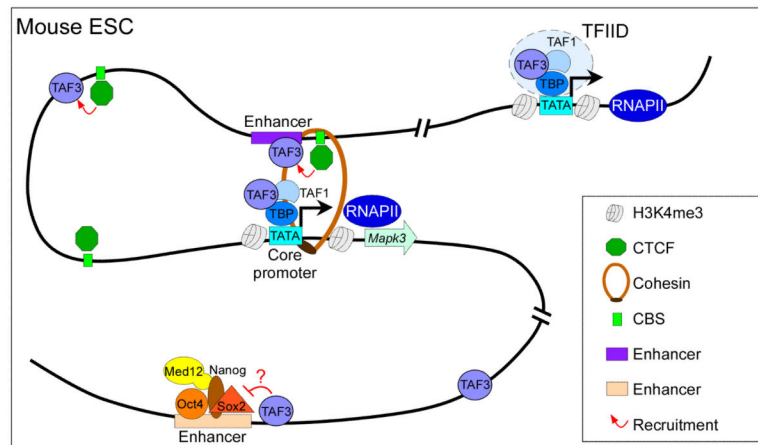 Mouse ESC
TFIID
TAF1
TAF3
TBP
TATA
RNAPII
TAF3
Enhancer
TAF3
TAF3
TAF1
TBP
TATA
RNAPII
Mapk3
Core
promoter
Med12
Nanog
Oct4
Sox2
?
TAF3
Enhancer
TAF3
H3K4me3
CTCF
Cohesin
CBS
Enhancer
Enhancer
Recruitment